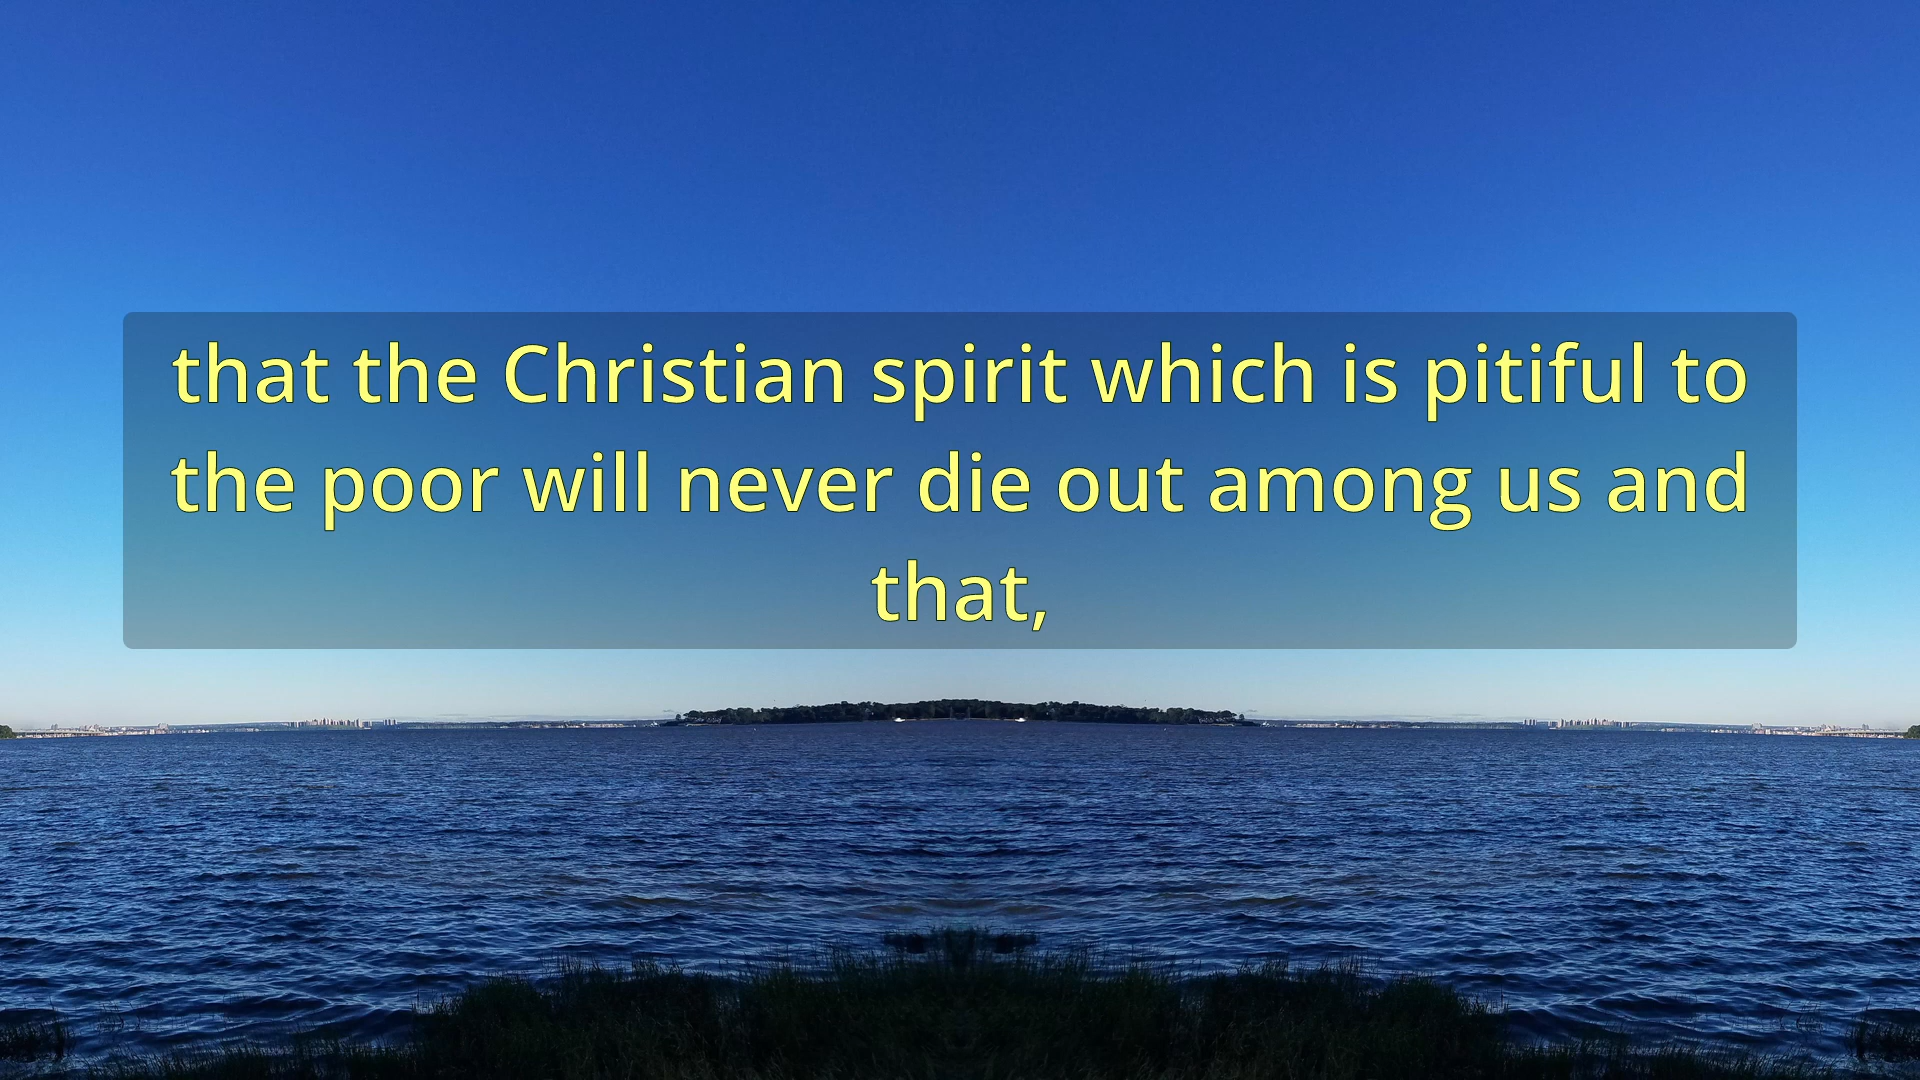 that the Christian spirit which is pitiful to
the poor will never die out among us and
that,